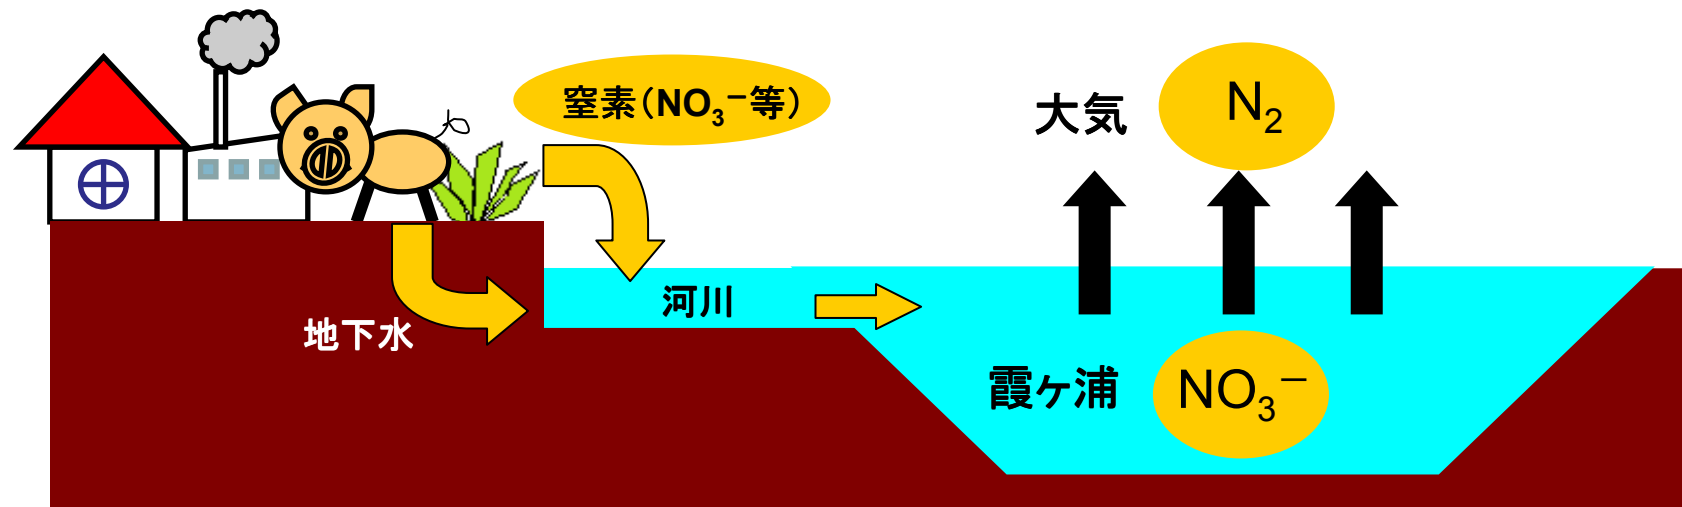 窒素(NO₃⁻等)
大気
N₂
河川
地下水
霞ヶ浦
NO₃⁻